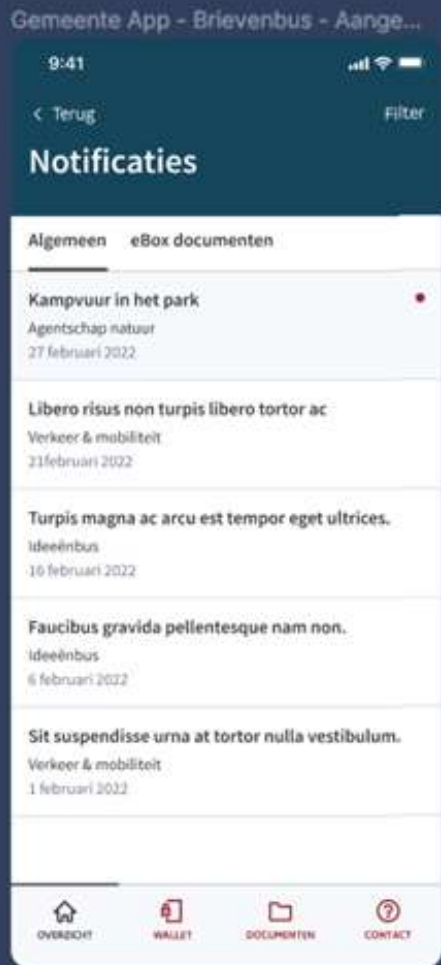 Gemeente App - Brievenbus - Aange...
9:41
Terug
Filter
Notificaties
Algemeen
eBox documenten
Kampvuur in het park
Agentschap natuur
27 februari 2022
Libero risus non turpis libero tortor ac
Verkeer & mobiliteit
21februari 2022
Turpis magna ac arcu est tempor eget ultrices.
Ideeënbus
16 februari 2022
Faucibus gravida pellentesque nam non.
Ideeënbus
6 februari 2022
Sit suspendisse urna at tortor nulla vestibulum.
Verkeer & mobiliteit
1 februari 2022
OVERZICHT
WALLET
DOCUMENTEN
CONTACT